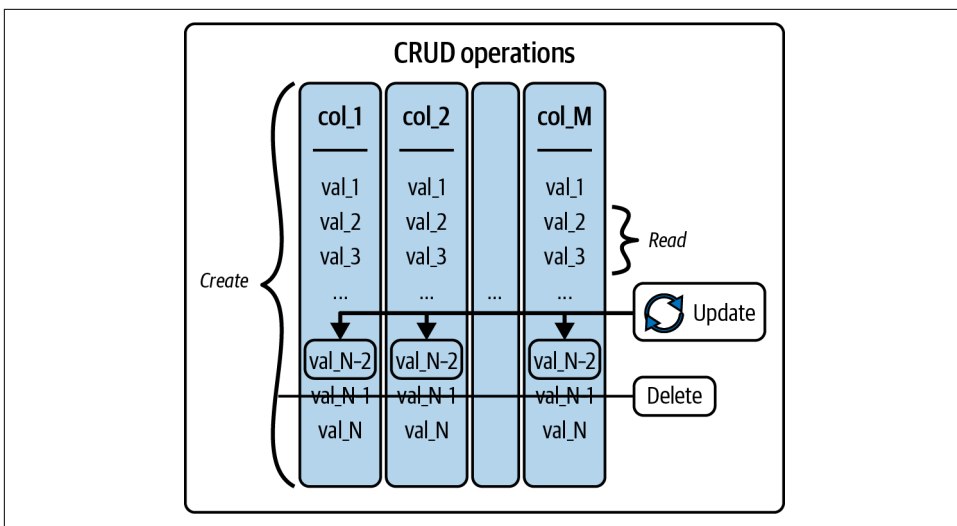 CRUD operations
col_1 col_2 col_M
val_1 val_1 val_1
val_2 val_2 val_2
Read
val_3 val_3 val_3
Create
... ... ... ...
Update
val_N–2 val_N–2 val_N–2
val_N-1 val_N-1 val_N-1 Delete
val_N val_N val_N